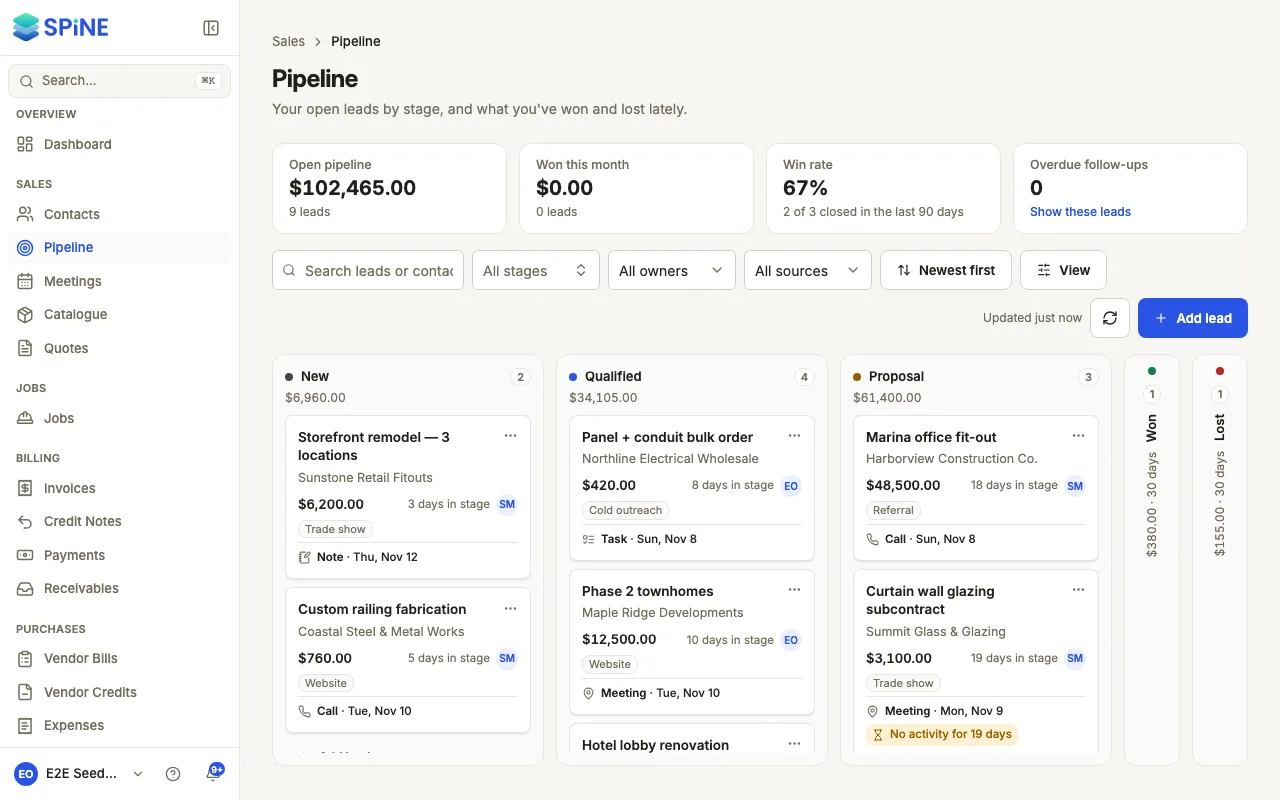 SPiNE
Search...
⌘K
OVERVIEW
Dashboard
SALES
Contacts
Pipeline
Meetings
Catalogue
Quotes
JOBS
Jobs
BILLING
Invoices
Credit Notes
Payments
Receivables
PURCHASES
Vendor Bills
Vendor Credits
Expenses
EO
E2E Seed...
9+
Sales
Pipeline
Pipeline
Your open leads by stage, and what you've won and lost lately.
Open pipeline
$102,465.00
9 leads
Won this month
$0.00
0 leads
Win rate
67%
2 of 3 closed in the last 90 days
Overdue follow-ups
0
Show these leads
Search leads or contac
All stages
All owners
All sources
Newest first
View
Updated just now
Add lead
New
2
$6,960.00
Storefront remodel — 3
locations
Sunstone Retail Fitouts
$6,200.00
3 days in stage
SM
Trade show
Note · Thu, Nov 12
Custom railing fabrication
Coastal Steel & Metal Works
$760.00
5 days in stage
SM
Website
Call · Tue, Nov 10
Qualified
4
$34,105.00
Panel + conduit bulk order
Northline Electrical Wholesale
$420.00
8 days in stage
EO
Cold outreach
Task · Sun, Nov 8
Phase 2 townhomes
Maple Ridge Developments
$12,500.00
10 days in stage
EO
Website
Meeting · Tue, Nov 10
Hotel lobby renovation
Proposal
3
$61,400.00
Marina office fit-out
Harborview Construction Co.
$48,500.00
18 days in stage
SM
Referral
Call · Sun, Nov 8
Curtain wall glazing
subcontract
Summit Glass & Glazing
$3,100.00
19 days in stage
SM
Trade show
Meeting · Mon, Nov 9
No activity for 19 days
1
Won
$380.00 · 30 days
1
Lost
$155.00 · 30 days